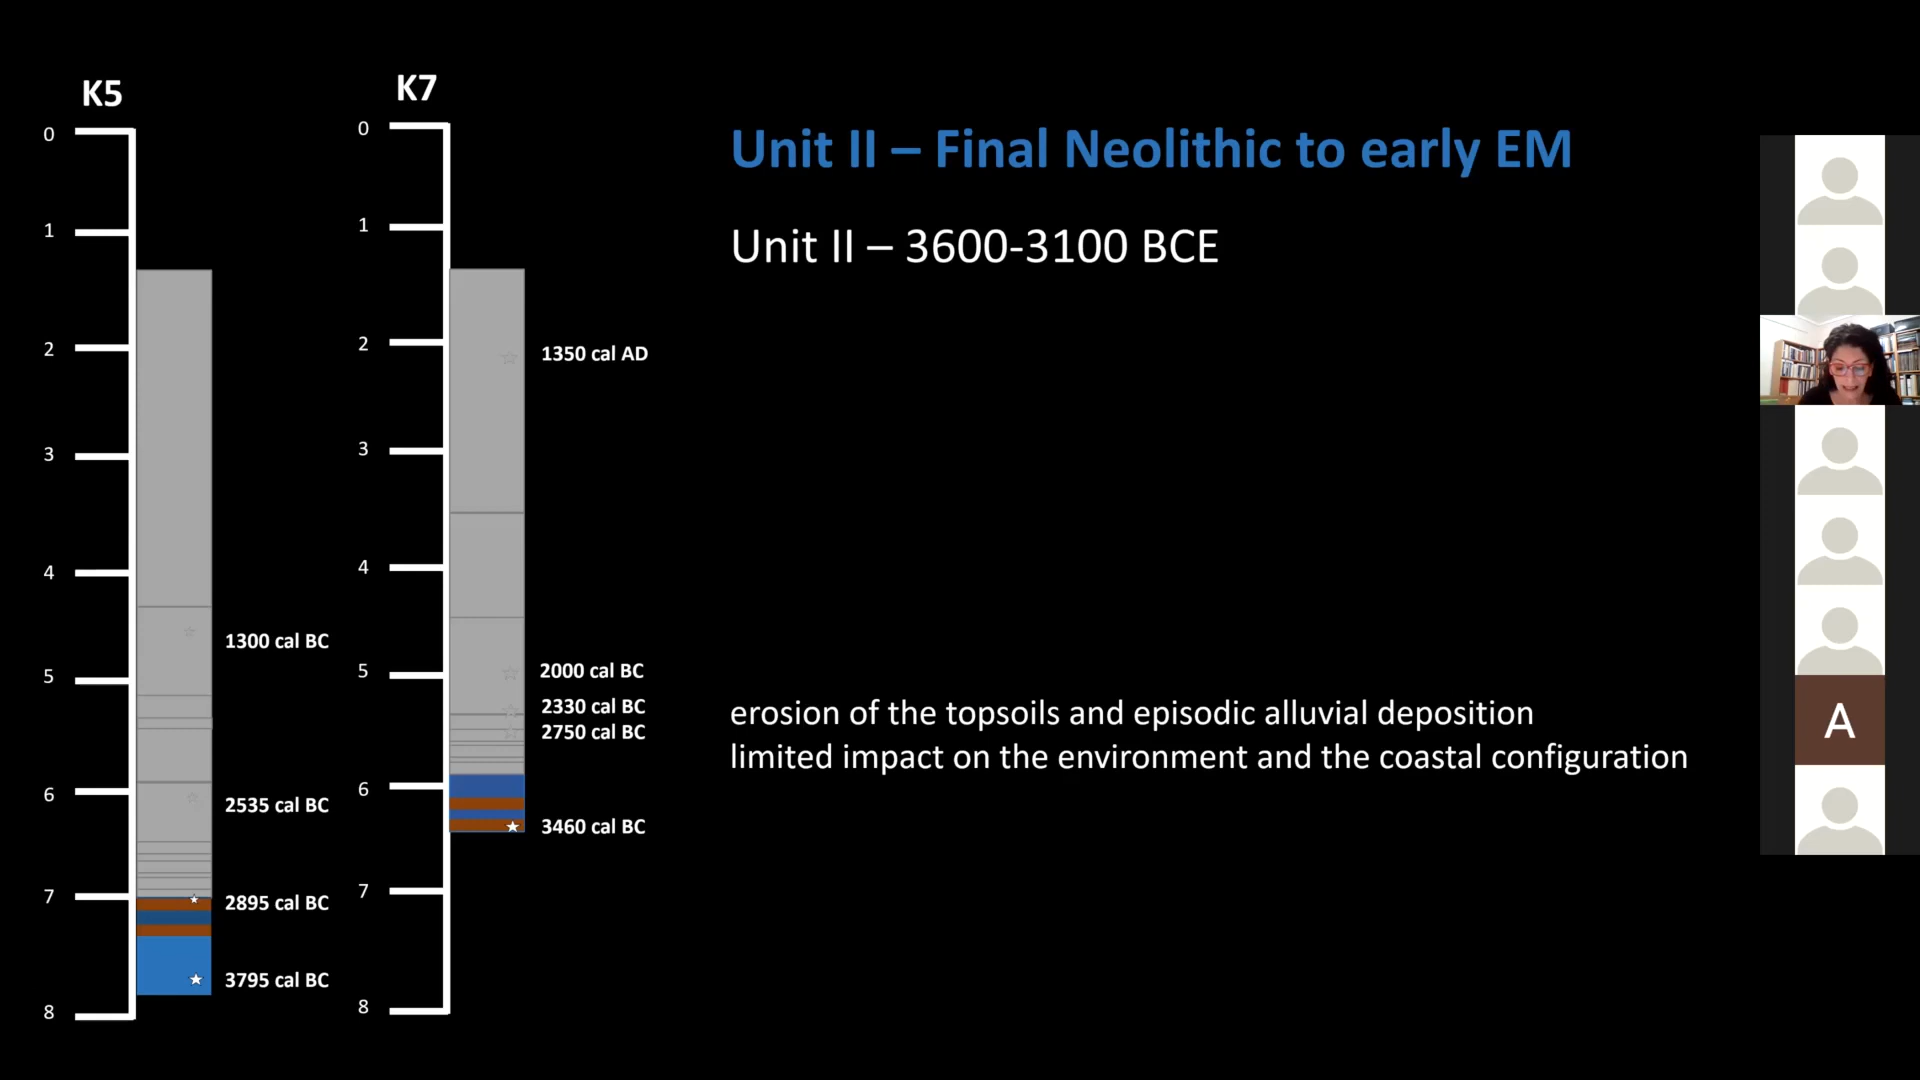 K5
0
1
2
3
4
5
6
7
8
1300 cal BC
2535 cal BC
2895 cal BC
3795 cal BC
K7
0
1
2
3
4
5
6
7
8
1350 cal AD
2000 cal BC
2330 cal BC
2750 cal BC
3460 cal BC
Unit II – Final Neolithic to early EM
Unit II – 3600-3100 BCE
erosion of the topsoils and episodic alluvial deposition
limited impact on the environment and the coastal configuration
A